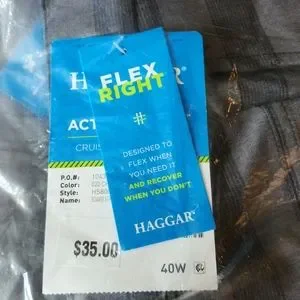 H
FLEX
RIGHT
ACT
CRUIS
#
DESIGNED TO
FLEX WHEN
YOU NEED IT
AND RECOVER
WHEN YOU DON'T.
HAGGAR
P.O.#:
Color:
Style:
Name:
$35.00
40W